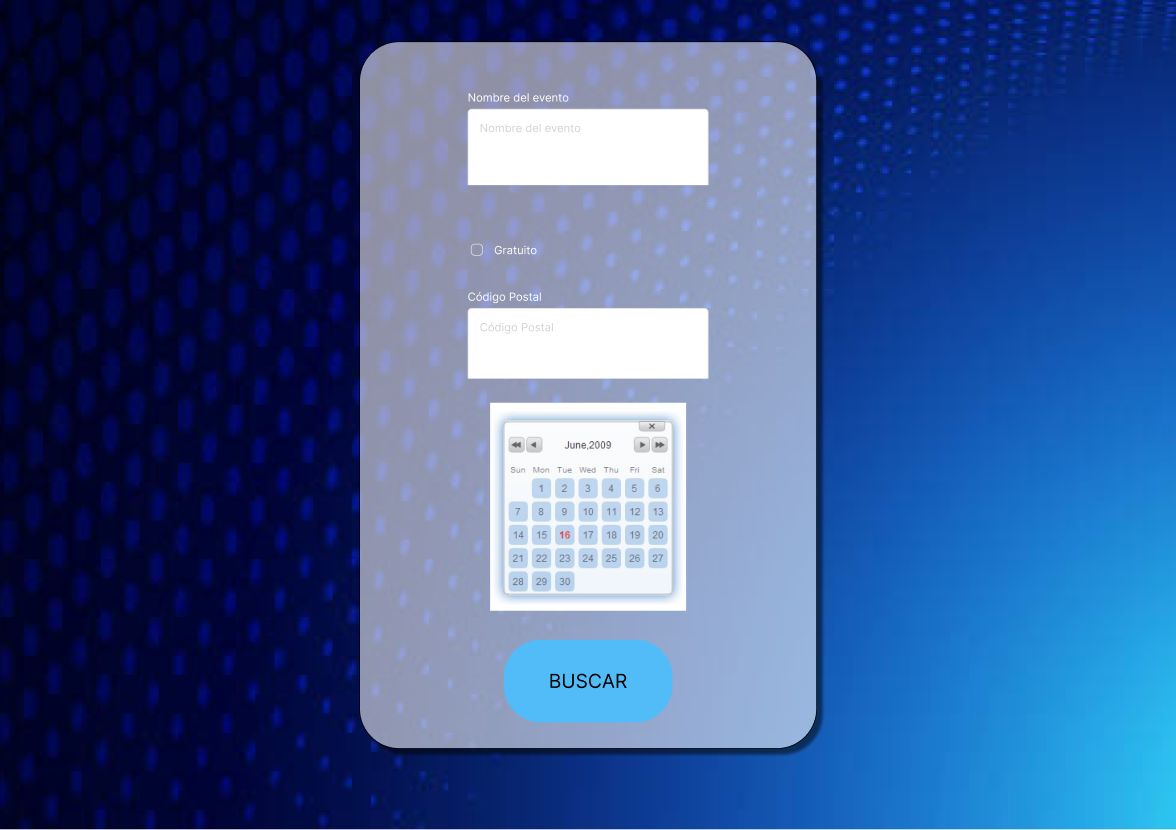 Nombre del evento
Nombre del evento
Gratuito
Código Postal
Código Postal
June,2009
Sun Mon Tue Wed Thu Fri Sat
1 2 3 4 5 6
7 8 9 10 11 12 13
14 15 16 17 18 19 20
21 22 23 24 25 26 27
28 29 30
BUSCAR